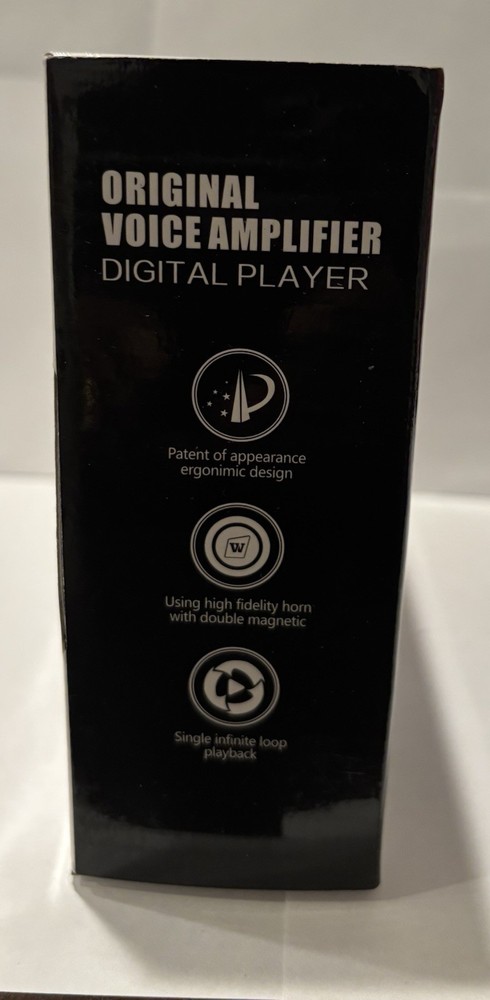 ORIGINAL
VOICE AMPLIFIER
DIGITAL PLAYER
Patent of appearance
ergonimic design
W
Using high fidelity horn
with double magnetic
Single infinite loop
playback